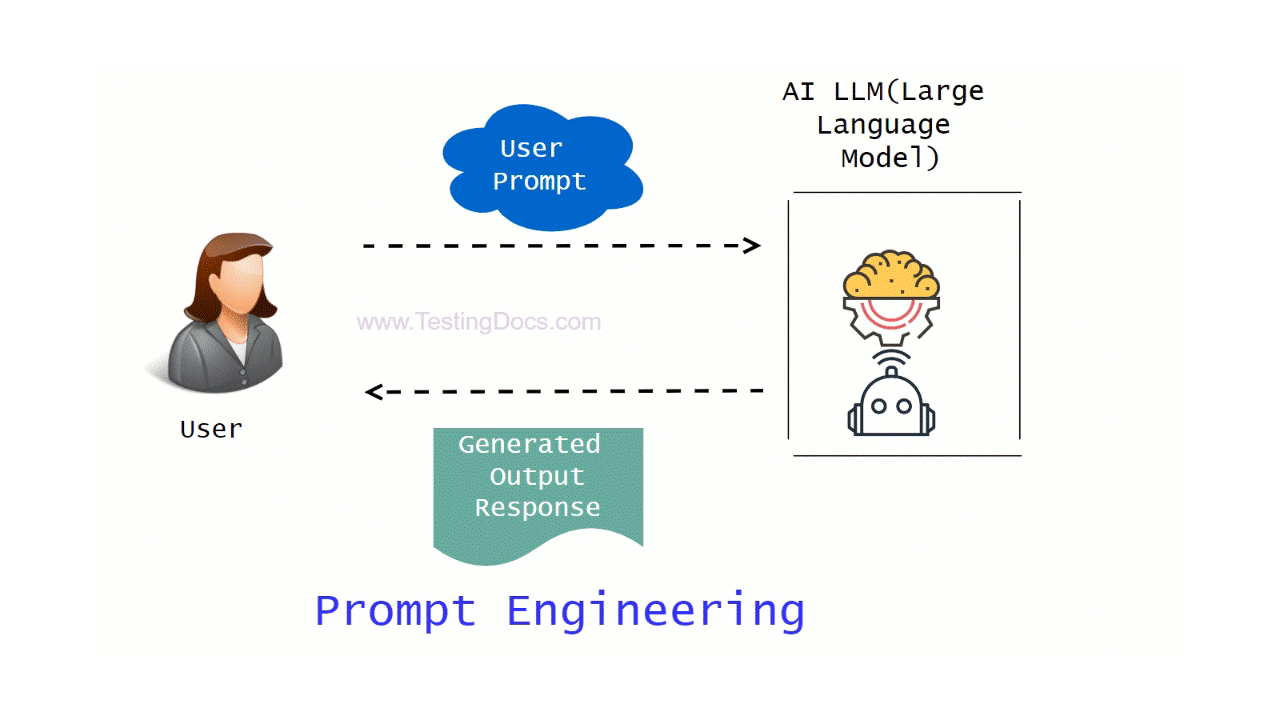 AI LLM(Large
Language
Model)
User
Prompt
www.TestingDocs.com
User
Generated
Output
Response
Prompt Engineering